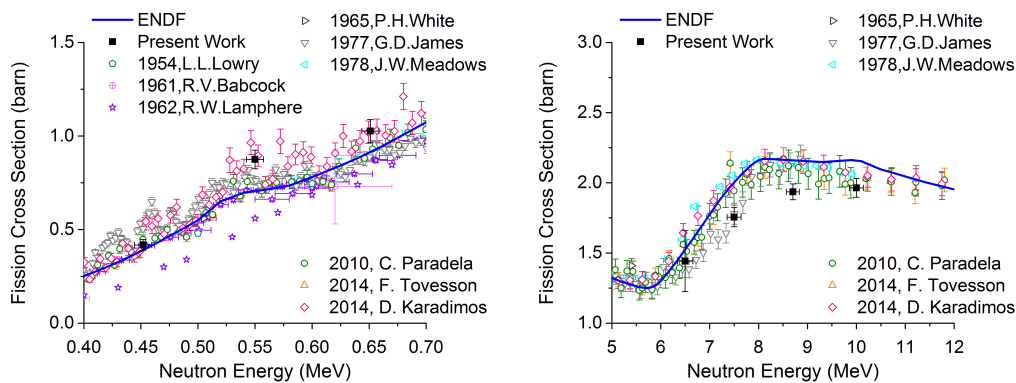 ENDF
Present Work
1954,L.L.Lowry
1961,R.V.Babcock
1962,R.W.Lamphere
1965,P.H.White
1977,G.D.James
1978,J.W.Meadows
Fission Cross Section (barn)
1.5
1.0
0.5
0.0
2010, C. Paradela
2014, F. Tovesson
2014, D. Karadimos
0.40 0.45 0.50 0.55 0.60 0.65 0.70
Neutron Energy (MeV)
ENDF
Present Work
1965,P.H.White
1977,G.D.James
1978,J.W.Meadows
Fission Cross Section (barn)
3.0
2.5
2.0
1.5
1.0
2010, C. Paradela
2014, F. Tovesson
2014, D. Karadimos
5 6 7 8 9 10 11 12
Neutron Energy (MeV)